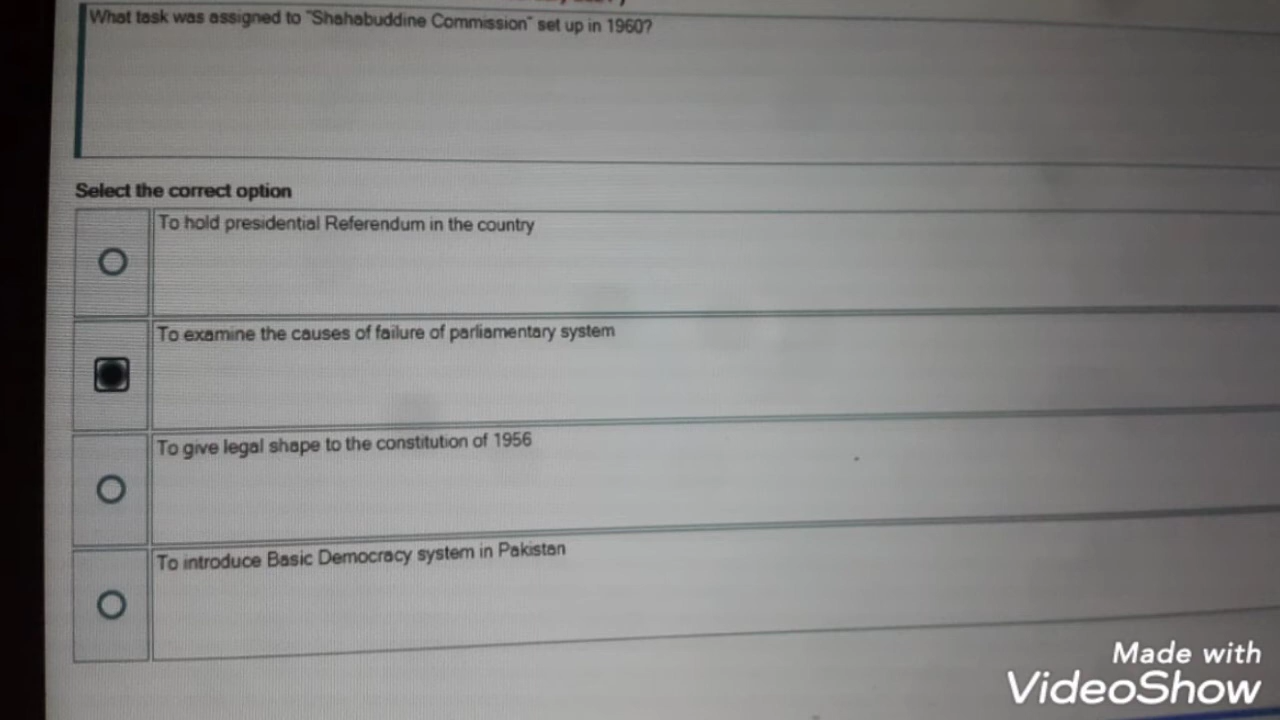 What task was assigned to "Shahabuddine Commission" set up in 1960?
Select the correct option
To hold presidential Referendum in the country
To examine the causes of failure of parliamentary system
To give legal shape to the constitution of 1956
To introduce Basic Democracy system in Pakistan
Made with
VideoShow